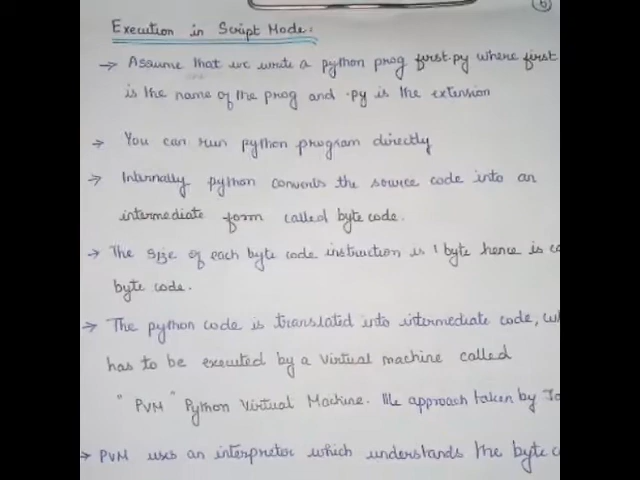 6
Execution in Script Mode:
→ Assume that we write a python prog first.py where first
is the name of the prog and .py is the extension
→ You can run python program directly
→ Internally python converts the source code into an
intermediate form called byte code.
→ The size of each byte code instruction is 1 byte hence is
byte code.
→ The python code is translated into intermediate code,
has to be executed by a virtual machine called
"PVM" Python Virtual Machine. The approach taken by
→ PVM uses an interpretor which understands the byte